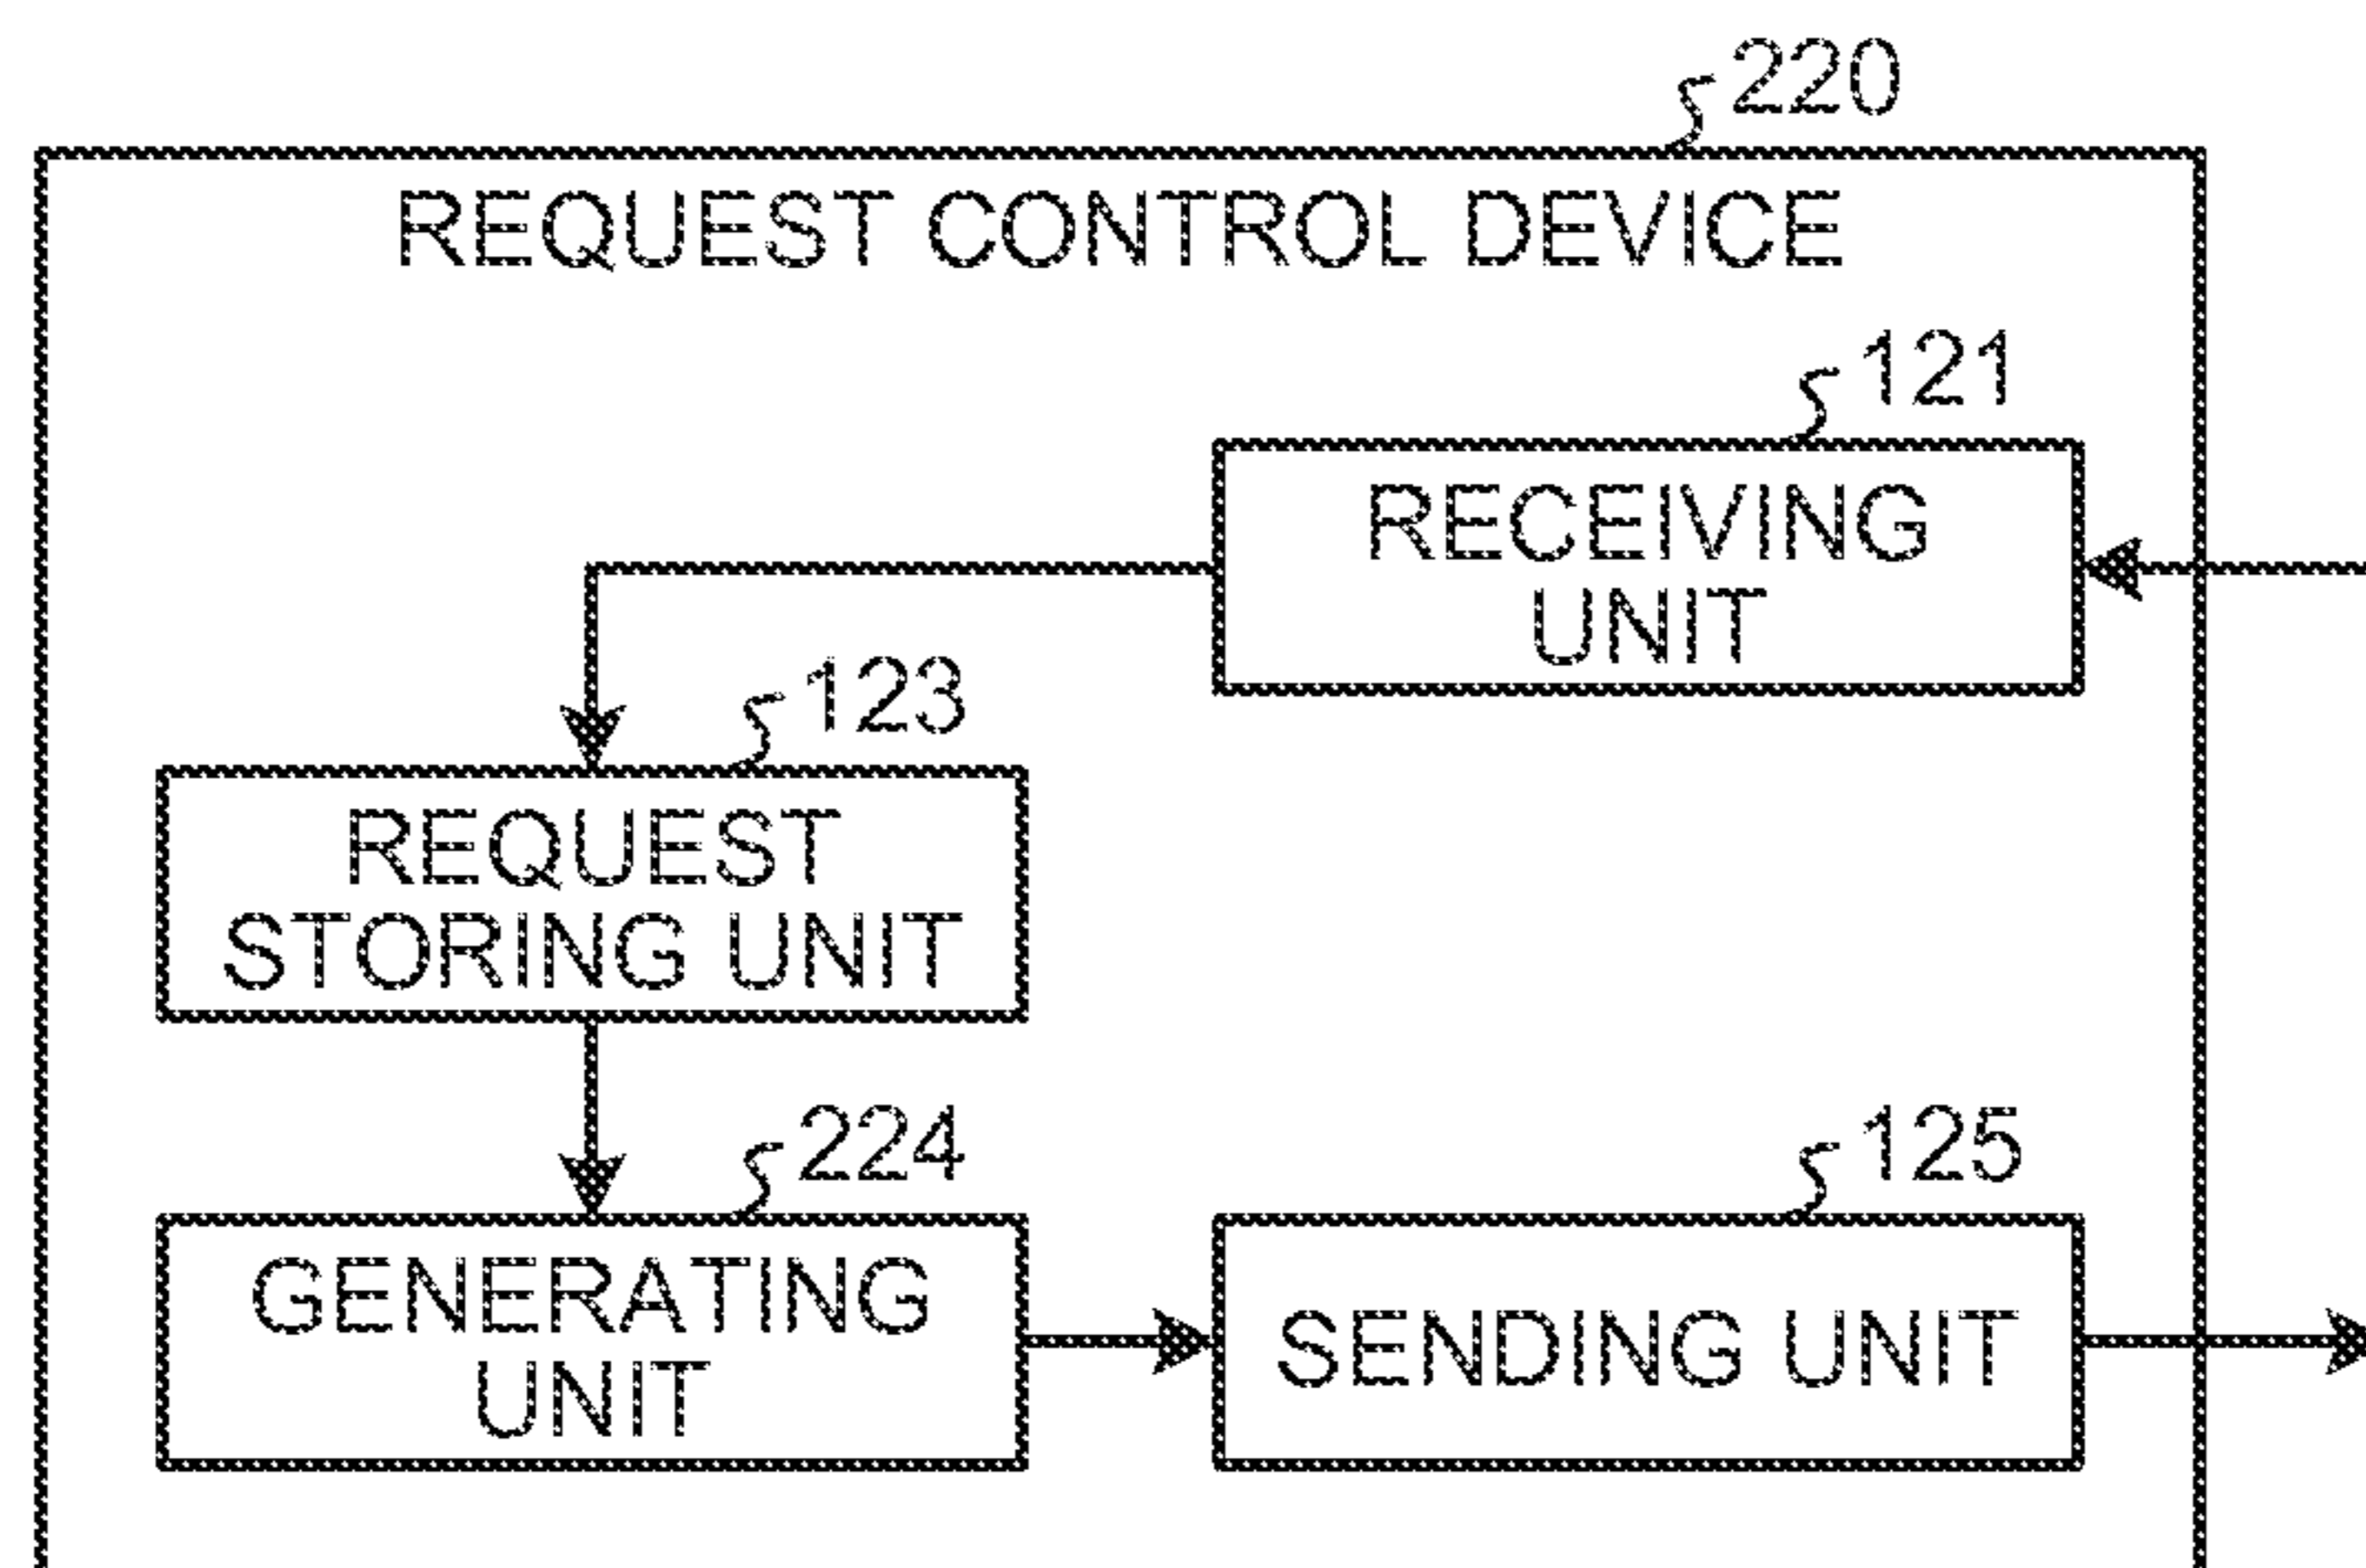 220
REQUEST CONTROL DEVICE
121
RECEIVING
UNIT
123
REQUEST
STORING UNIT
224
GENERATING
UNIT
125
SENDING UNIT